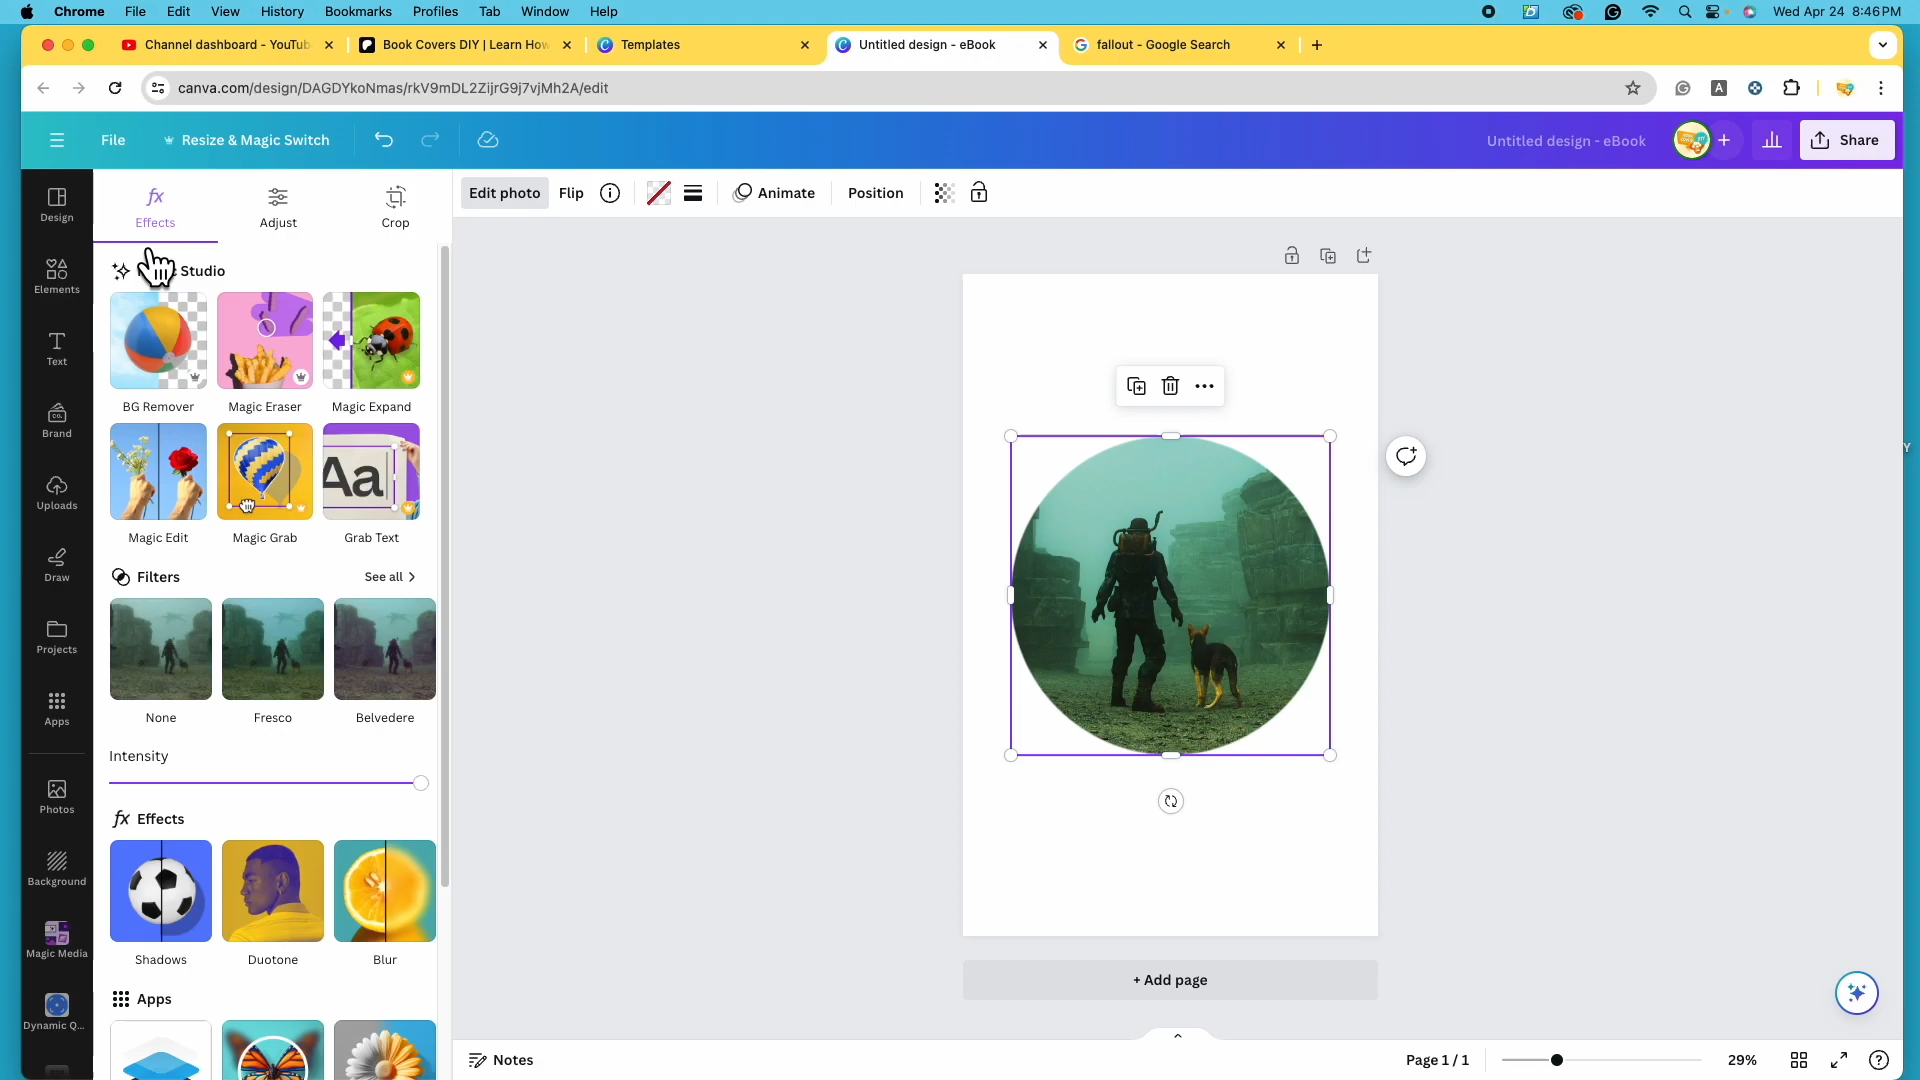 Chrome File Edit View History Bookmarks Profiles Tab Window Help Wed Apr 24 8:46 PM
Channel dashboard - YouTub Book Covers DIY | Learn How Templates Untitled design - eBook fallout - Google Search
canva.com/design/DAGDYkoNmas/rkV9mDL2ZijrG9j7vjMh2A/edit
File Resize & Magic Switch Untitled design - eBook Share
Design
Elements
Text
Brand
Uploads
Draw
Projects
Apps
Photos
Background
Magic Media
Dynamic Q...
fx
Effects Adjust Crop
Studio
BG Remover Magic Eraser Magic Expand
Aa
Magic Edit Magic Grab Grab Text
Filters See all
None Fresco Belvedere
Intensity
fx Effects
Shadows Duotone Blur
Apps
Edit photo Flip Animate Position
+ Add page
Notes Page 1 / 1 29%
Y